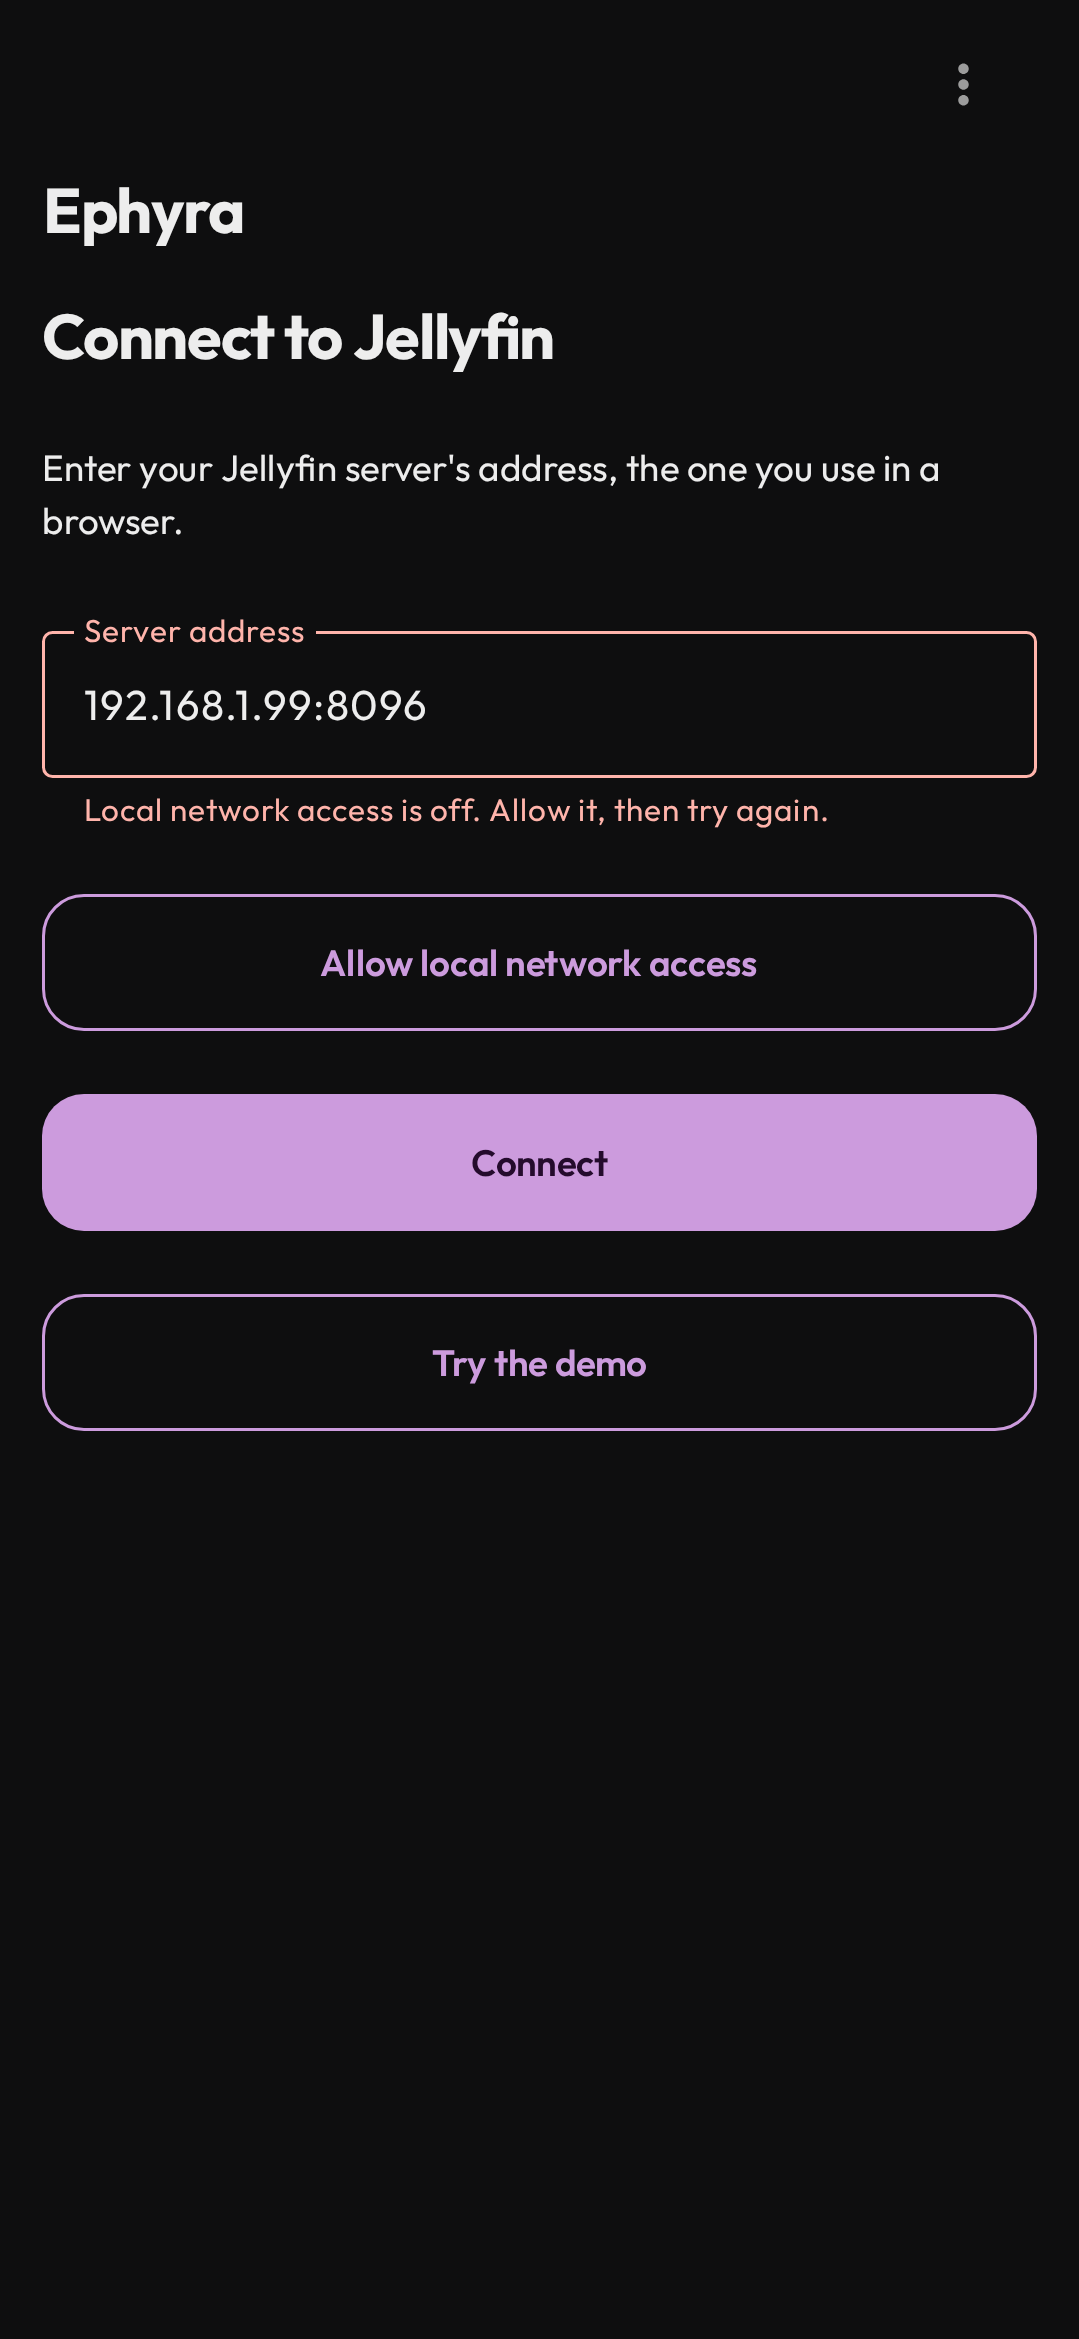 Ephyra
Connect to Jellyfin
Enter your Jellyfin server's address, the one you use in a
browser.
Server address
192.168.1.99:8096
Local network access is off. Allow it, then try again.
Allow local network access
Connect
Try the demo